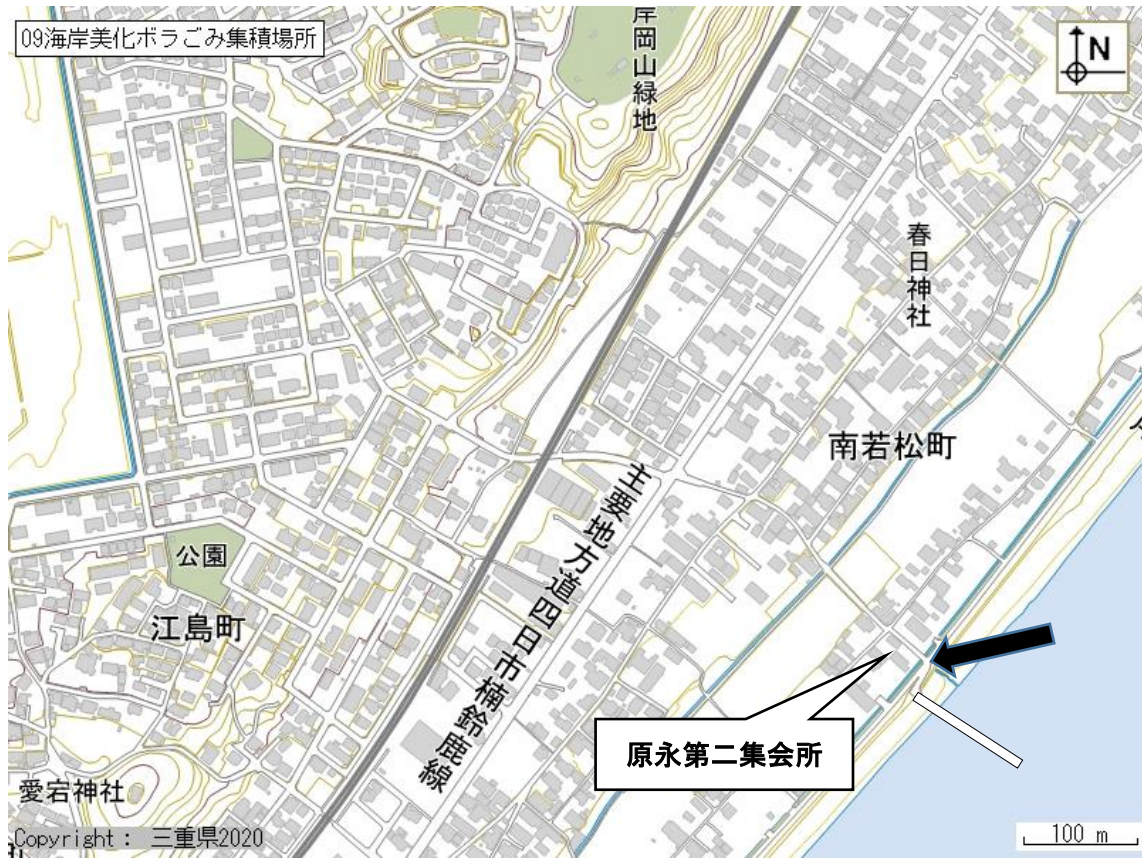 09海岸美化ボラごみ集積場所
N
岸岡山緑地
春日神社
南若松町
主要地方道四日市楠鈴鹿線
公園
江島町
原永第二集会所
愛宕神社
Copyright : 三重県2020
100 m